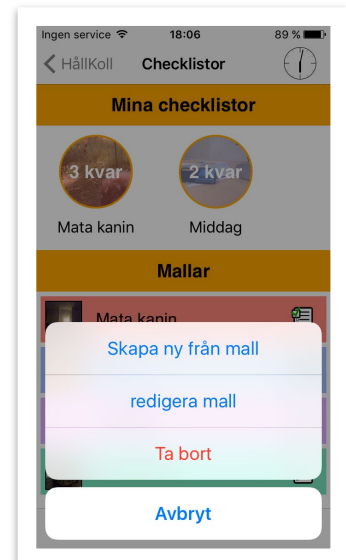 Ingen service 18:06 89 %
HållKoll Checklistor
Mina checklistor
3 kvar 2 kvar
Mata kanin Middag
Mallar
Mata kanin
Skapa ny från mall
redigera mall
Ta bort
Avbryt